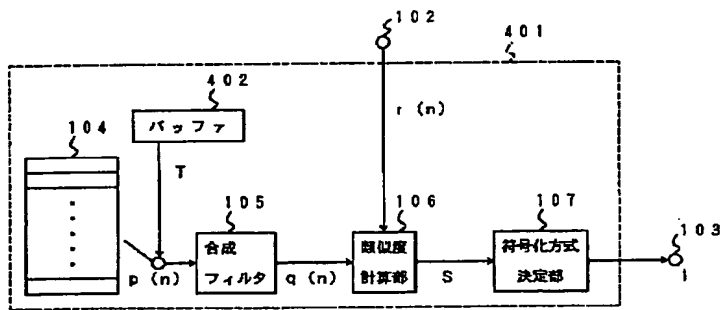 102
401
402
104
バッファ
r (n)
T
105
106
107
103
合成
フィルタ
類似度
計算部
符号化方式
決定部
p (n)
q (n)
S
I